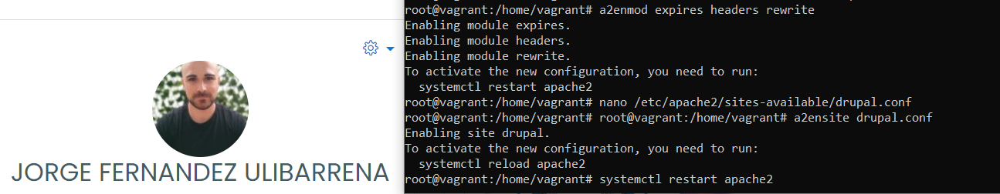 JORGE FERNANDEZ ULIBARRENA
root@vagrant:/home/vagrant# a2enmod expires headers rewrite
Enabling module expires.
Enabling module headers.
Enabling module rewrite.
To activate the new configuration, you need to run:
  systemctl restart apache2
root@vagrant:/home/vagrant# nano /etc/apache2/sites-available/drupal.conf
root@vagrant:/home/vagrant# root@vagrant:/home/vagrant# a2ensite drupal.conf
Enabling site drupal.
To activate the new configuration, you need to run:
  systemctl reload apache2
root@vagrant:/home/vagrant# systemctl restart apache2